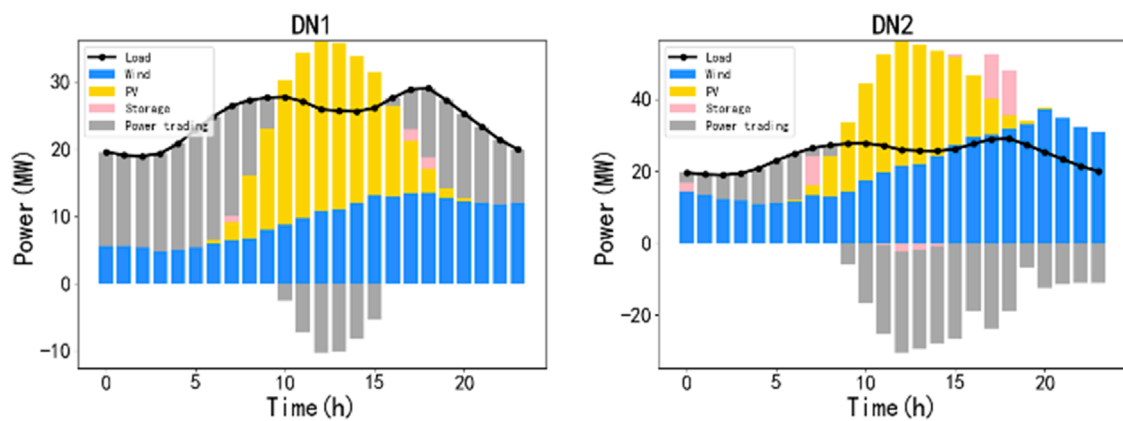 DN1
Load
Wind
PV
Storage
Power trading
30
20
10
0
−10
Power(MW)
0
5
10
15
20
Time(h)
DN2
Load
Wind
PV
Storage
Power trading
40
20
0
−20
Power(MW)
0
5
10
15
20
Time(h)